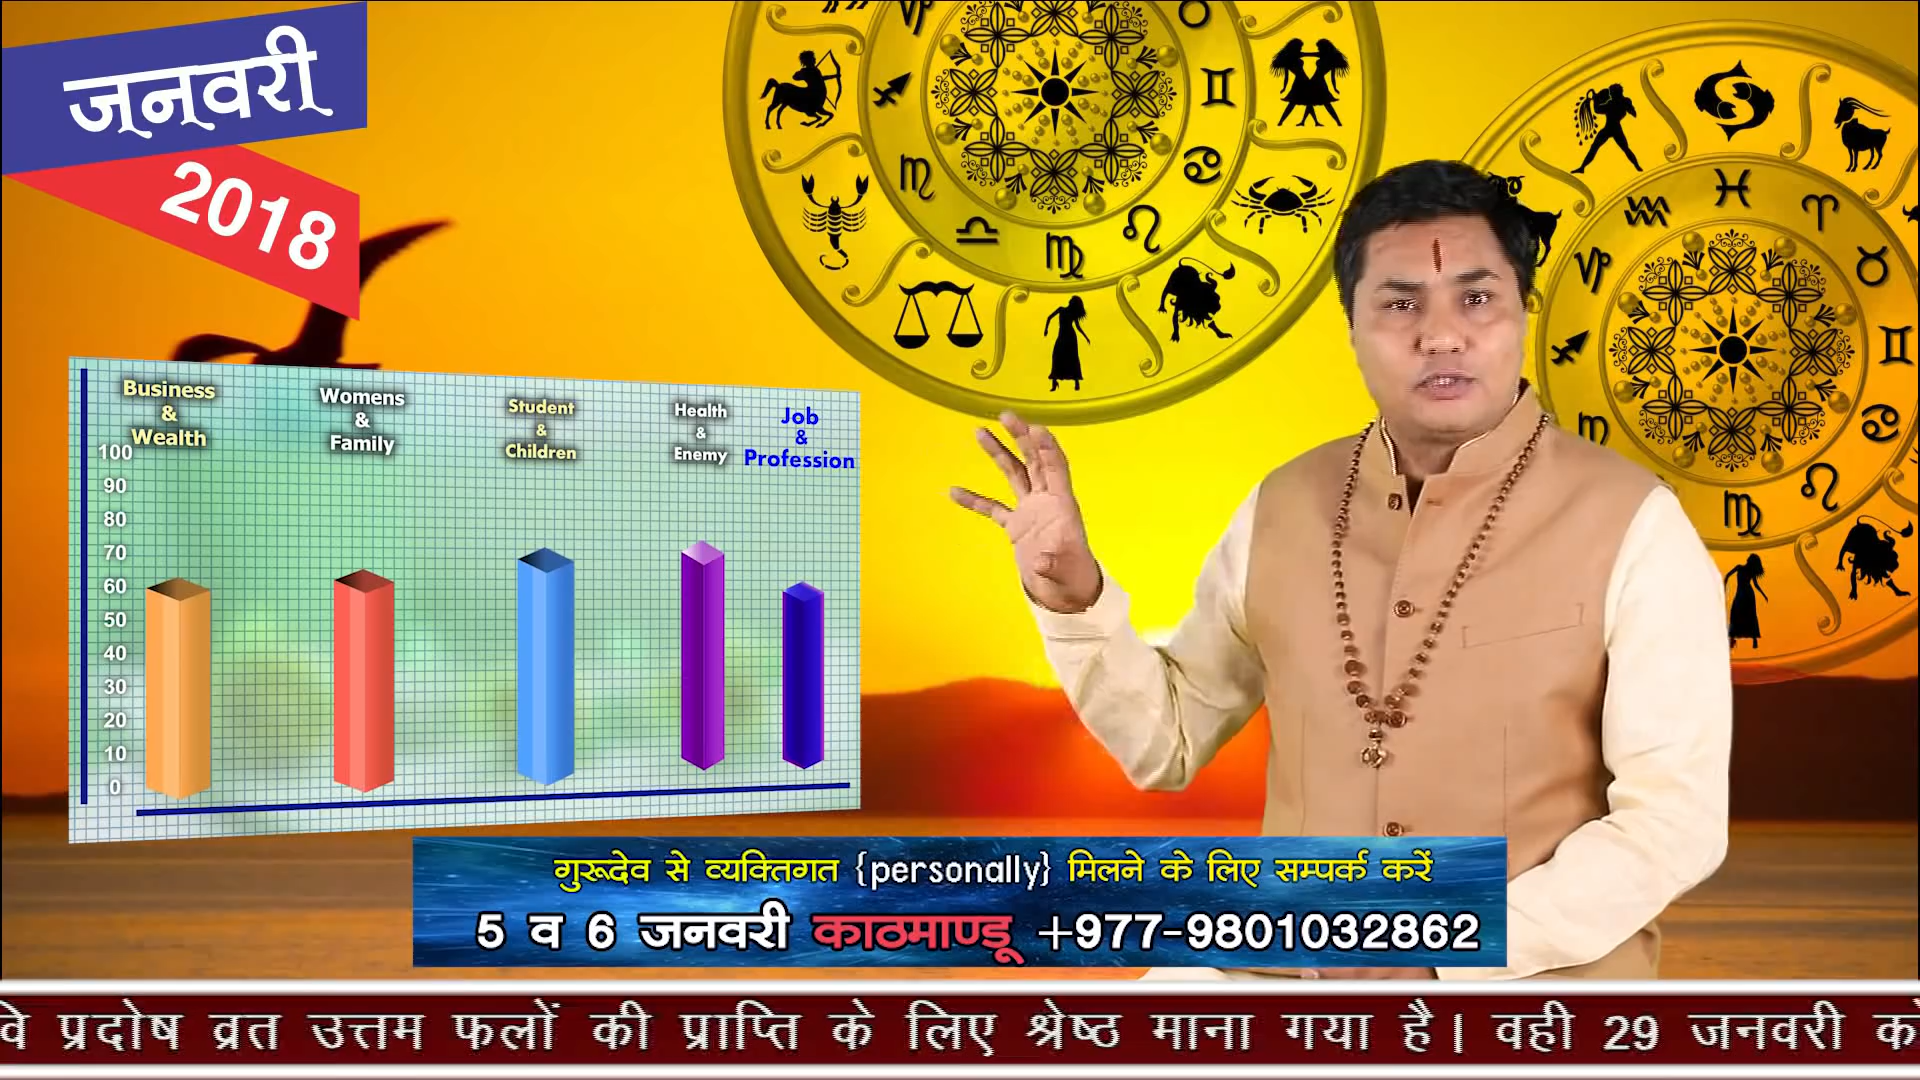 ज्न्वरी्
2018
Business
&
Wealth
Womens
&
Family
Student
&
Children
Health
&
Enemy
Job
&
Profession
100
90
80
70
60
50
40
30
20
10
0
गुरूदेव से व्यक्तिगत {personally} मिलने के लिए सम्पर्क करें
5 व 6 जनवरी काठमाण्डू +977-9801032862
वि प्रदोष व्रत उत्तम फलों की प्राप्ति के लिए श्रेष्ठ माना गया है| वही 29 जनवरी को